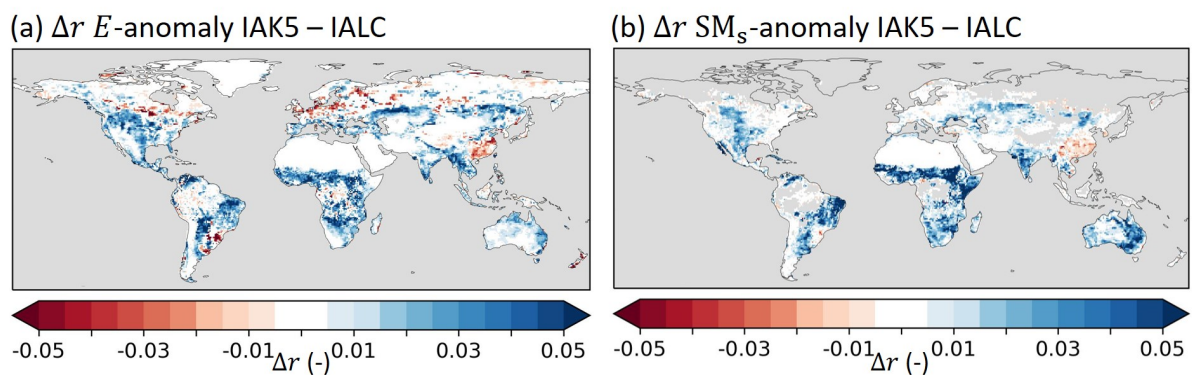 (a) Δr E-anomaly IAK5 – IALC
(b) Δr SMₛ-anomaly IAK5 – IALC
-0.05 -0.03 -0.01 0.01 0.03 0.05
Δr (-)
-0.05 -0.03 -0.01 0.01 0.03 0.05
Δr (-)